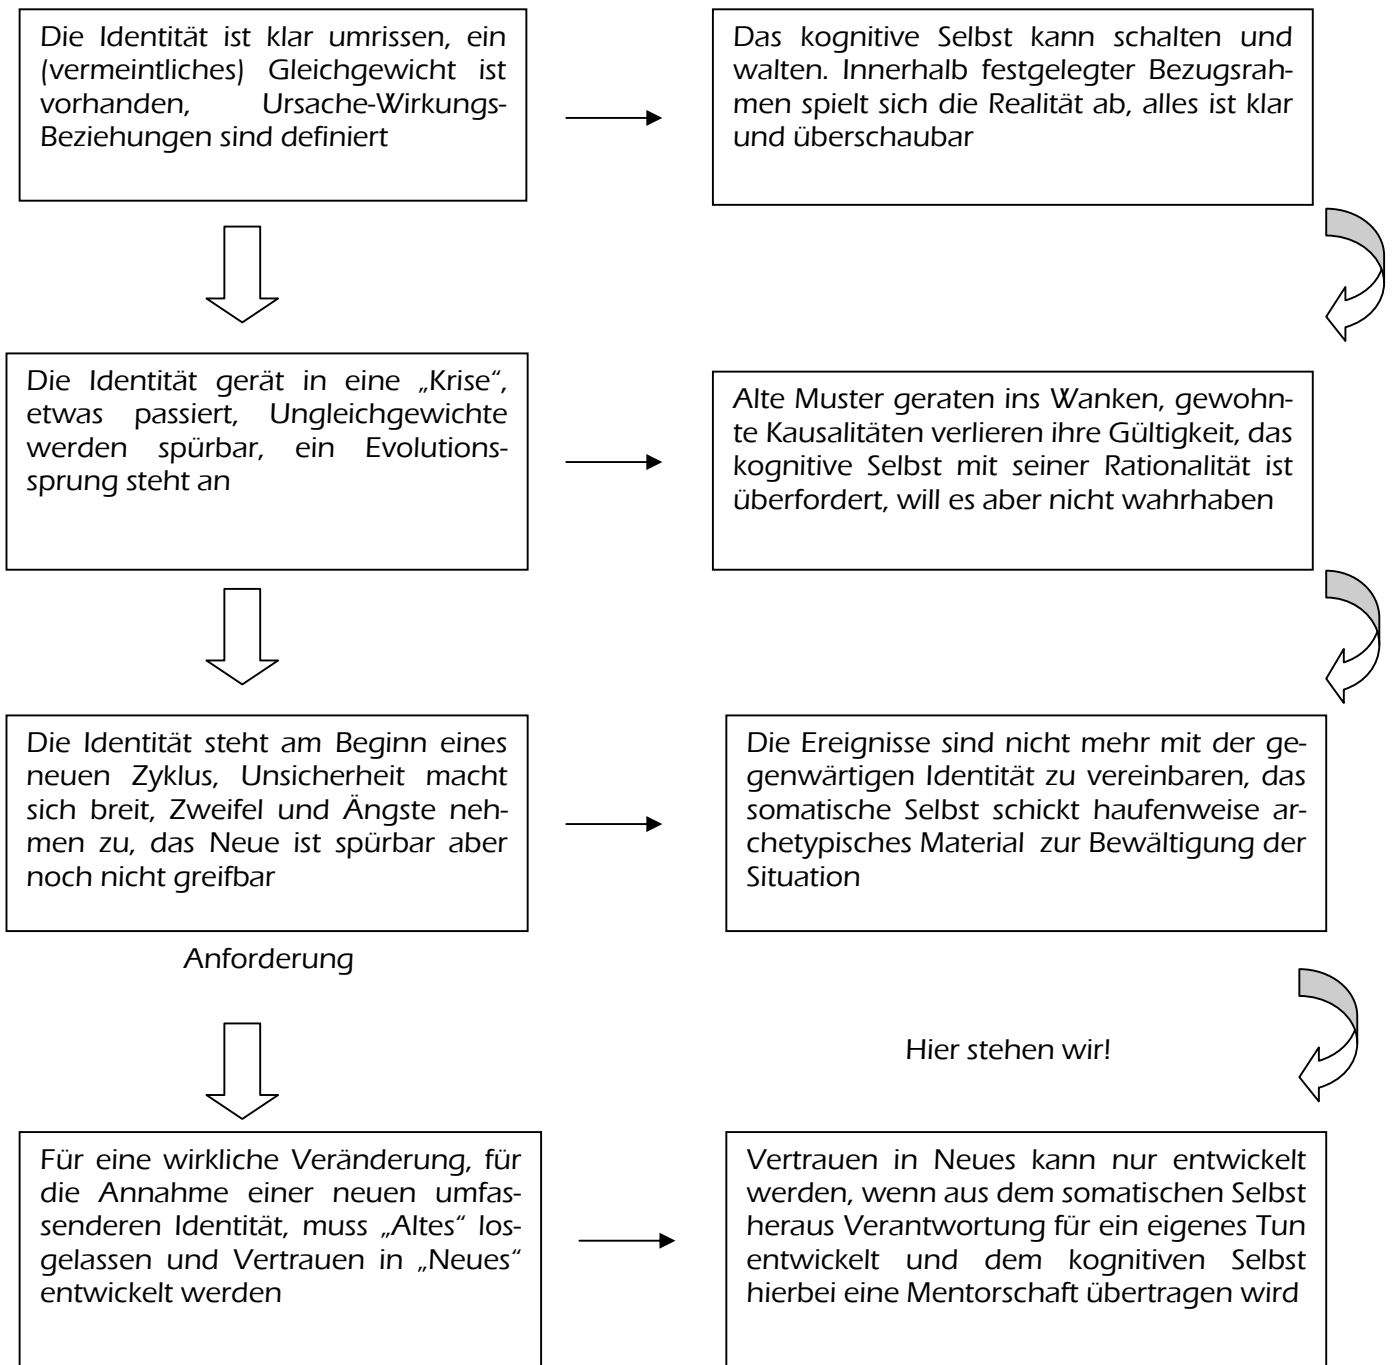 Die Identität ist klar umrissen, ein
(vermeintliches) Gleichgewicht ist
vorhanden, Ursache-Wirkungs-
Beziehungen sind definiert
Das kognitive Selbst kann schalten und
walten. Innerhalb festgelegter Bezugsrah-
men spielt sich die Realität ab, alles ist klar
und überschaubar
Die Identität gerät in eine „Krise“,
etwas passiert, Ungleichgewichte
werden spürbar, ein Evolutions-
sprung steht an
Alte Muster geraten ins Wanken, gewohn-
te Kausalitäten verlieren ihre Gültigkeit, das
kognitive Selbst mit seiner Rationalität ist
überfordert, will es aber nicht wahrhaben
Die Identität steht am Beginn eines
neuen Zyklus, Unsicherheit macht
sich breit, Zweifel und Ängste neh-
men zu, das Neue ist spürbar aber
noch nicht greifbar
Die Ereignisse sind nicht mehr mit der ge-
genwärtigen Identität zu vereinbaren, das
somatische Selbst schickt haufenweise ar-
chetypisches Material zur Bewältigung der
Situation
Anforderung
Hier stehen wir!
Für eine wirkliche Veränderung, für
die Annahme einer neuen umfas-
senderen Identität, muss „Altes“ los-
gelassen und Vertrauen in „Neues“
entwickelt werden
Vertrauen in Neues kann nur entwickelt
werden, wenn aus dem somatischen Selbst
heraus Verantwortung für ein eigenes Tun
entwickelt und dem kognitiven Selbst
hierbei eine Mentorschaft übertragen wird